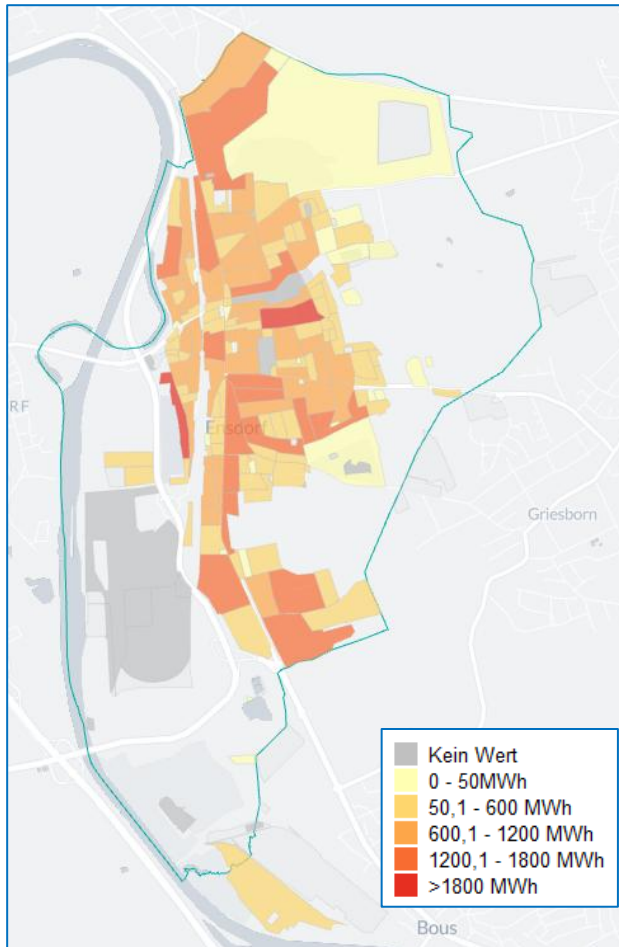 RF
Ensdorf
Griesborn
Kein Wert
0 - 50MWh
50,1 - 600 MWh
600,1 - 1200 MWh
1200,1 - 1800 MWh
>1800 MWh
Bous